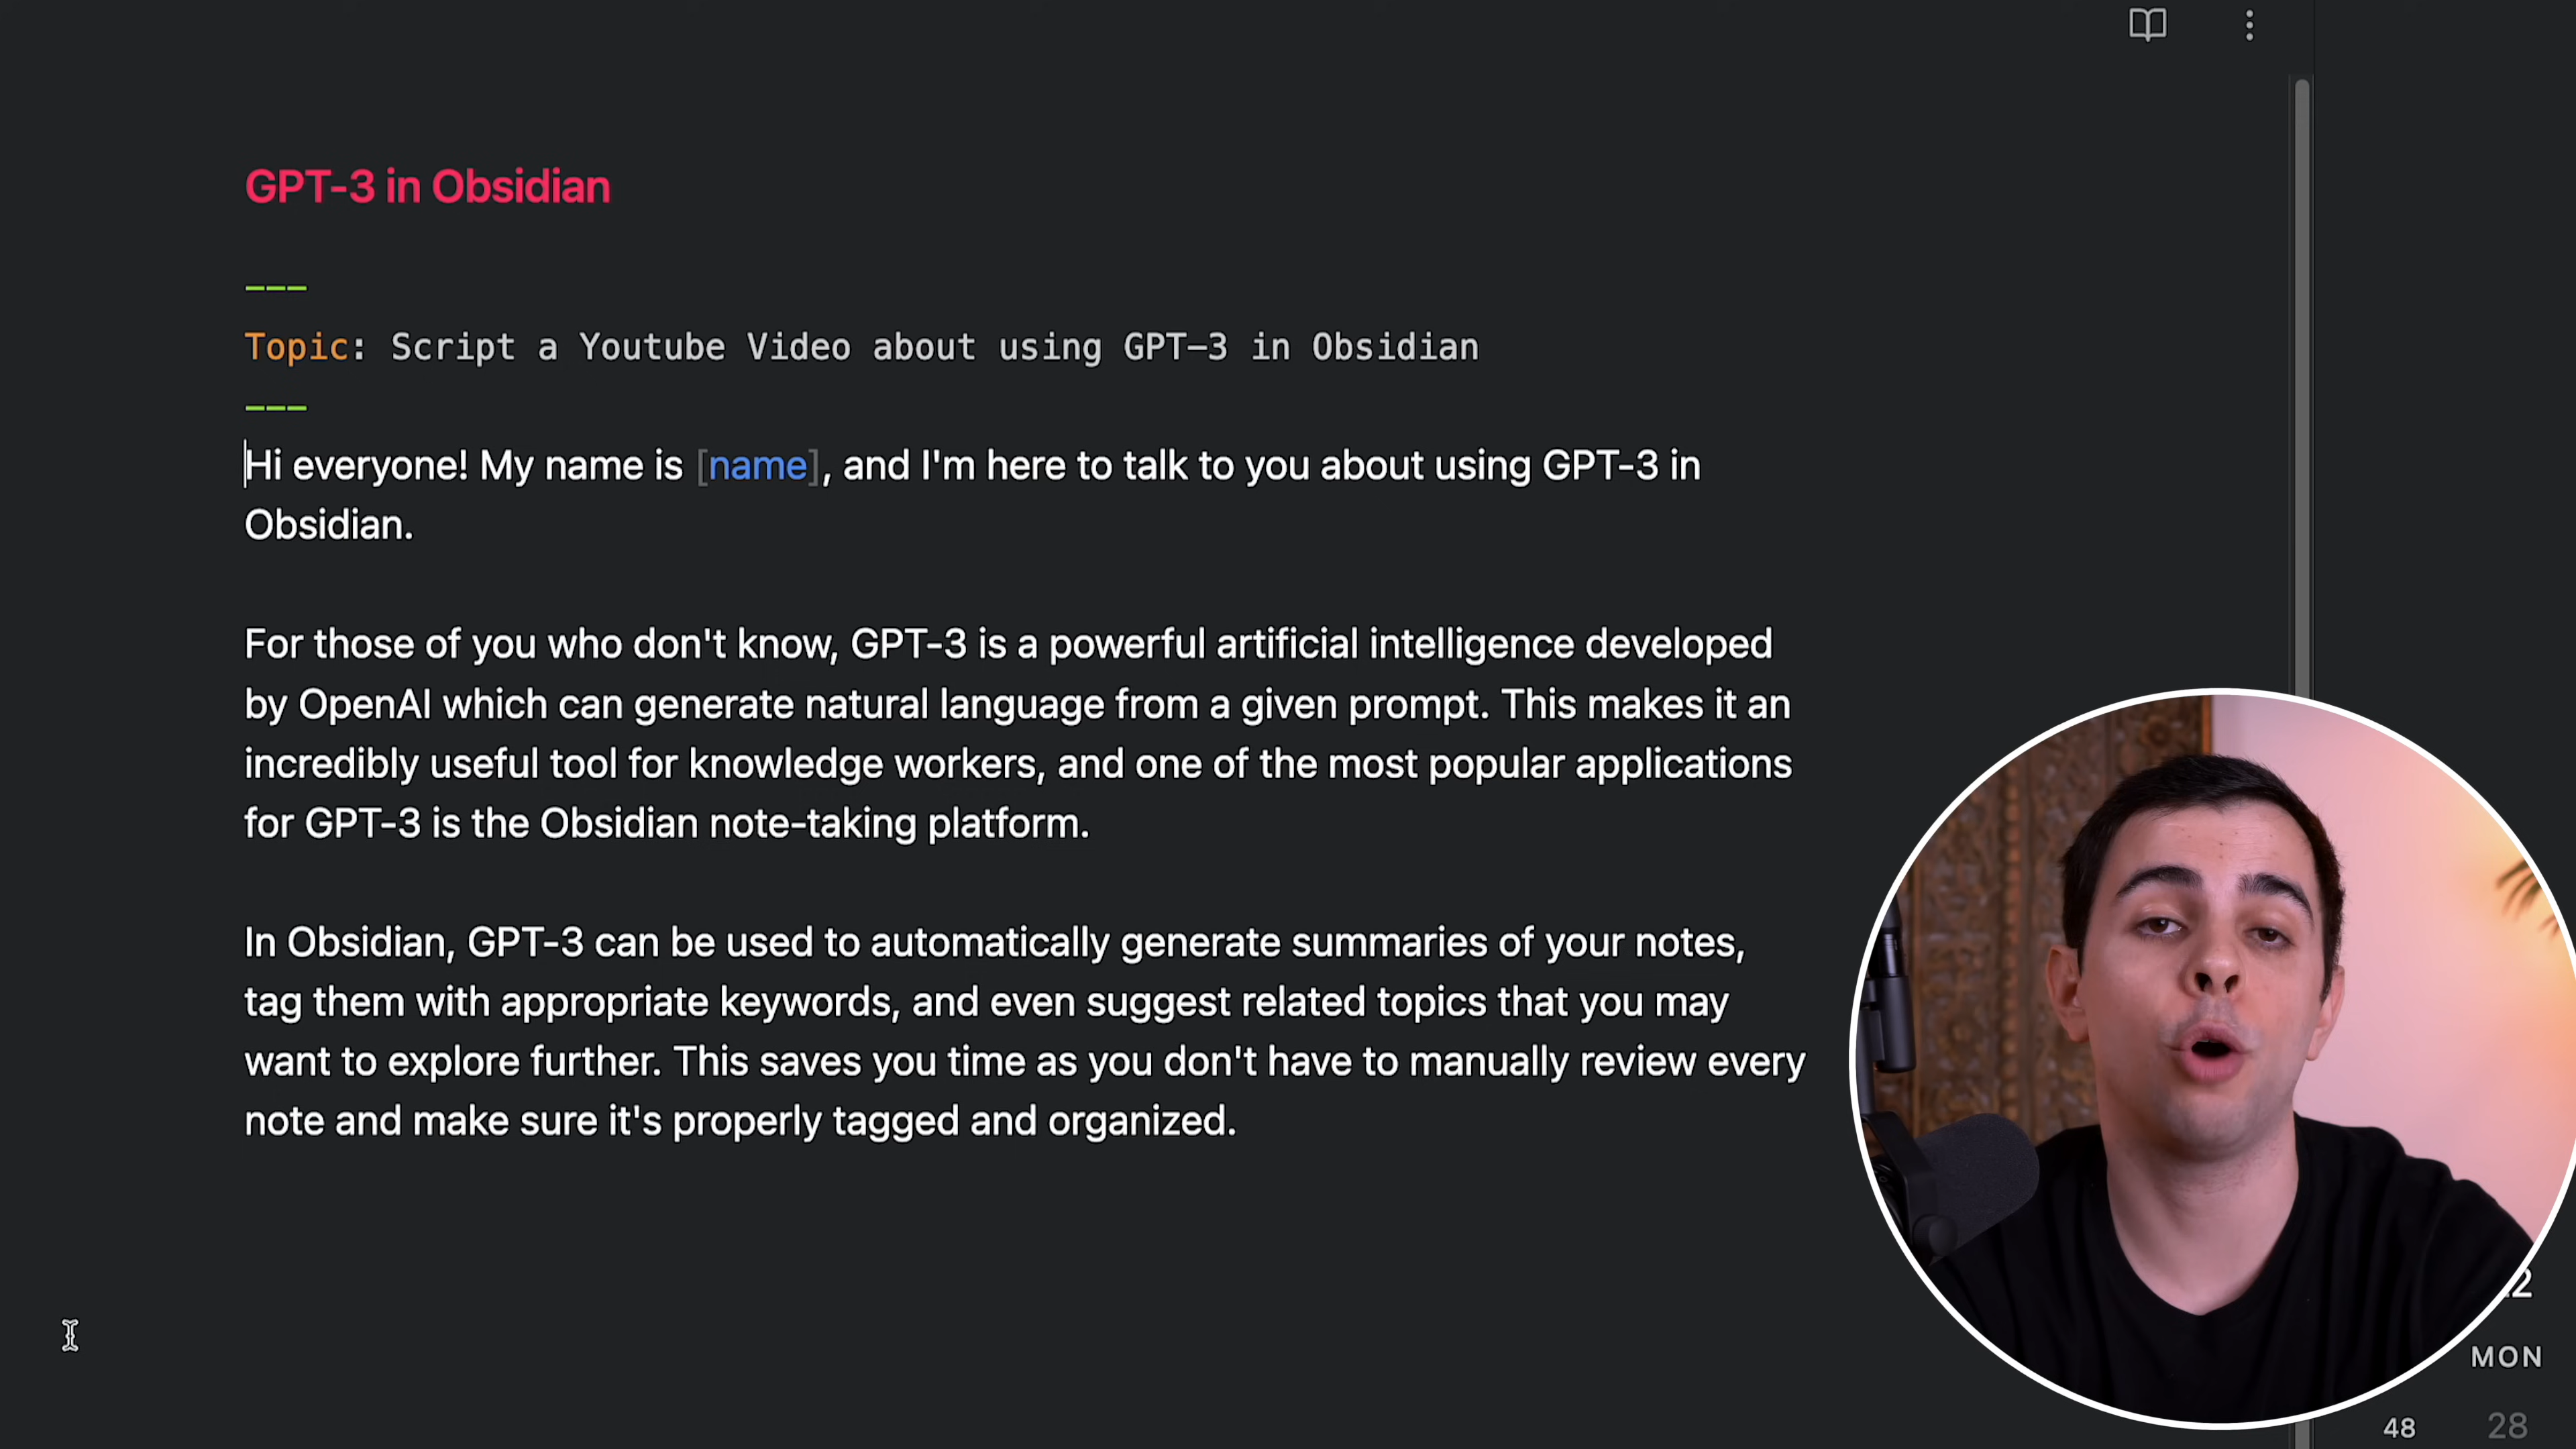 GPT-3 in Obsidian
---
Topic: Script a Youtube Video about using GPT-3 in Obsidian
---
Hi everyone! My name is [name], and I'm here to talk to you about using GPT-3 in
Obsidian.
For those of you who don't know, GPT-3 is a powerful artificial intelligence developed
by OpenAI which can generate natural language from a given prompt. This makes it an
incredibly useful tool for knowledge workers, and one of the most popular applications
for GPT-3 is the Obsidian note-taking platform.
In Obsidian, GPT-3 can be used to automatically generate summaries of your notes,
tag them with appropriate keywords, and even suggest related topics that you may
want to explore further. This saves you time as you don't have to manually review every
note and make sure it's properly tagged and organized.
MON
48 28